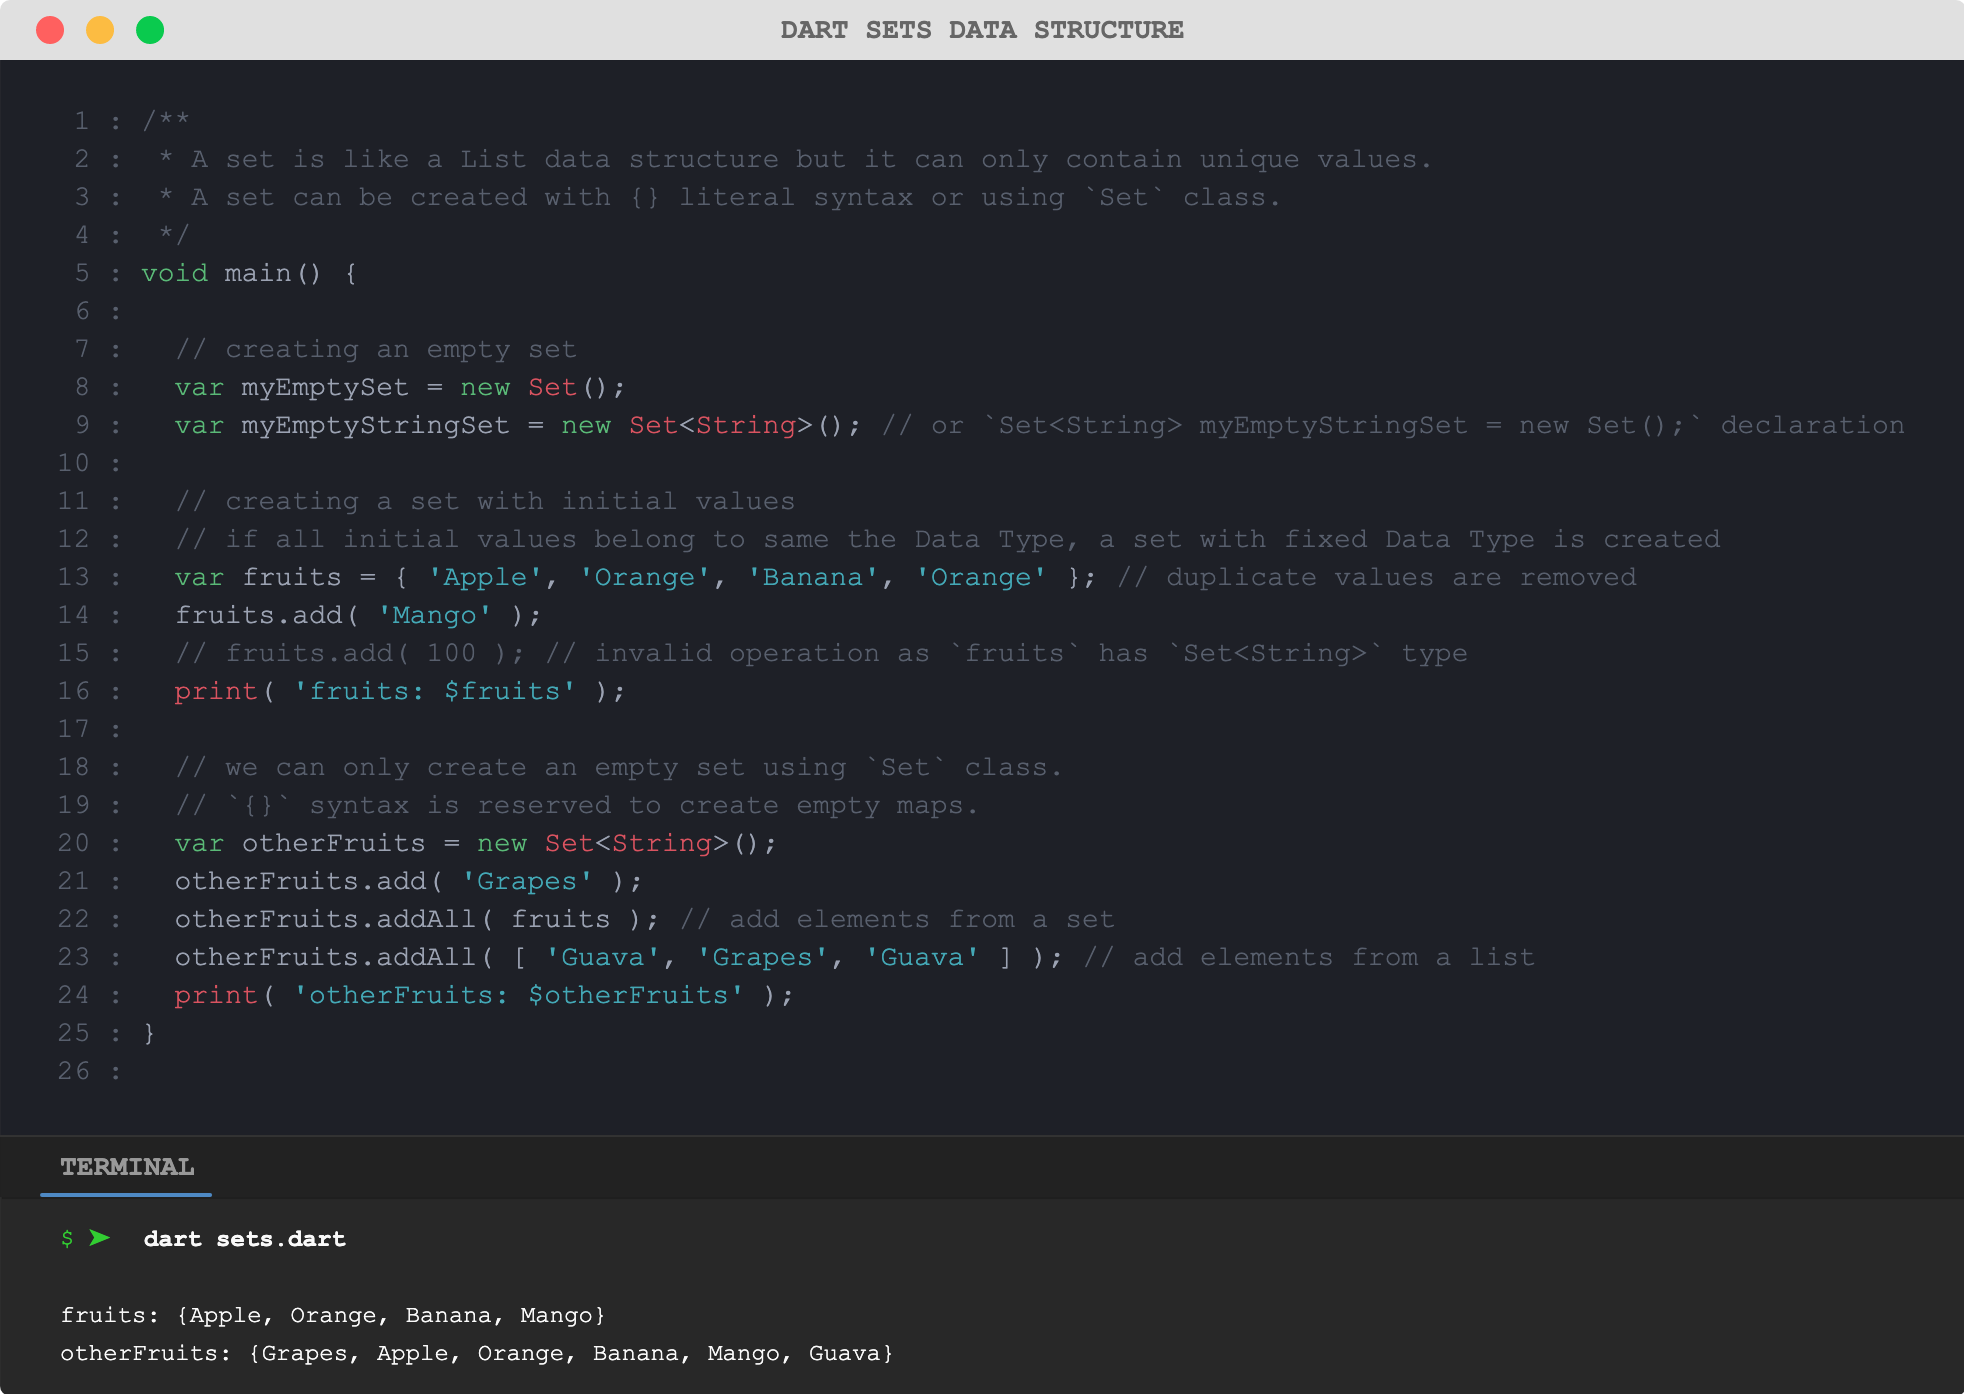 DART SETS DATA STRUCTURE
1 : /**
2 :  * A set is like a List data structure but it can only contain unique values.
3 :  * A set can be created with {} literal syntax or using `Set` class.
4 :  */
5 : void main() {
6 :
7 :   // creating an empty set
8 :   var myEmptySet = new Set();
9 :   var myEmptyStringSet = new Set<String>(); // or `Set<String> myEmptyStringSet = new Set();` declaration
10 :
11 :   // creating a set with initial values
12 :   // if all initial values belong to same the Data Type, a set with fixed Data Type is created
13 :   var fruits = { 'Apple', 'Orange', 'Banana', 'Orange' }; // duplicate values are removed
14 :   fruits.add( 'Mango' );
15 :   // fruits.add( 100 ); // invalid operation as `fruits` has `Set<String>` type
16 :   print( 'fruits: $fruits' );
17 :
18 :   // we can only create an empty set using `Set` class.
19 :   // `{}` syntax is reserved to create empty maps.
20 :   var otherFruits = new Set<String>();
21 :   otherFruits.add( 'Grapes' );
22 :   otherFruits.addAll( fruits ); // add elements from a set
23 :   otherFruits.addAll( [ 'Guava', 'Grapes', 'Guava' ] ); // add elements from a list
24 :   print( 'otherFruits: $otherFruits' );
25 : }
26 :
TERMINAL
$ ➤ dart sets.dart
fruits: {Apple, Orange, Banana, Mango}
otherFruits: {Grapes, Apple, Orange, Banana, Mango, Guava}